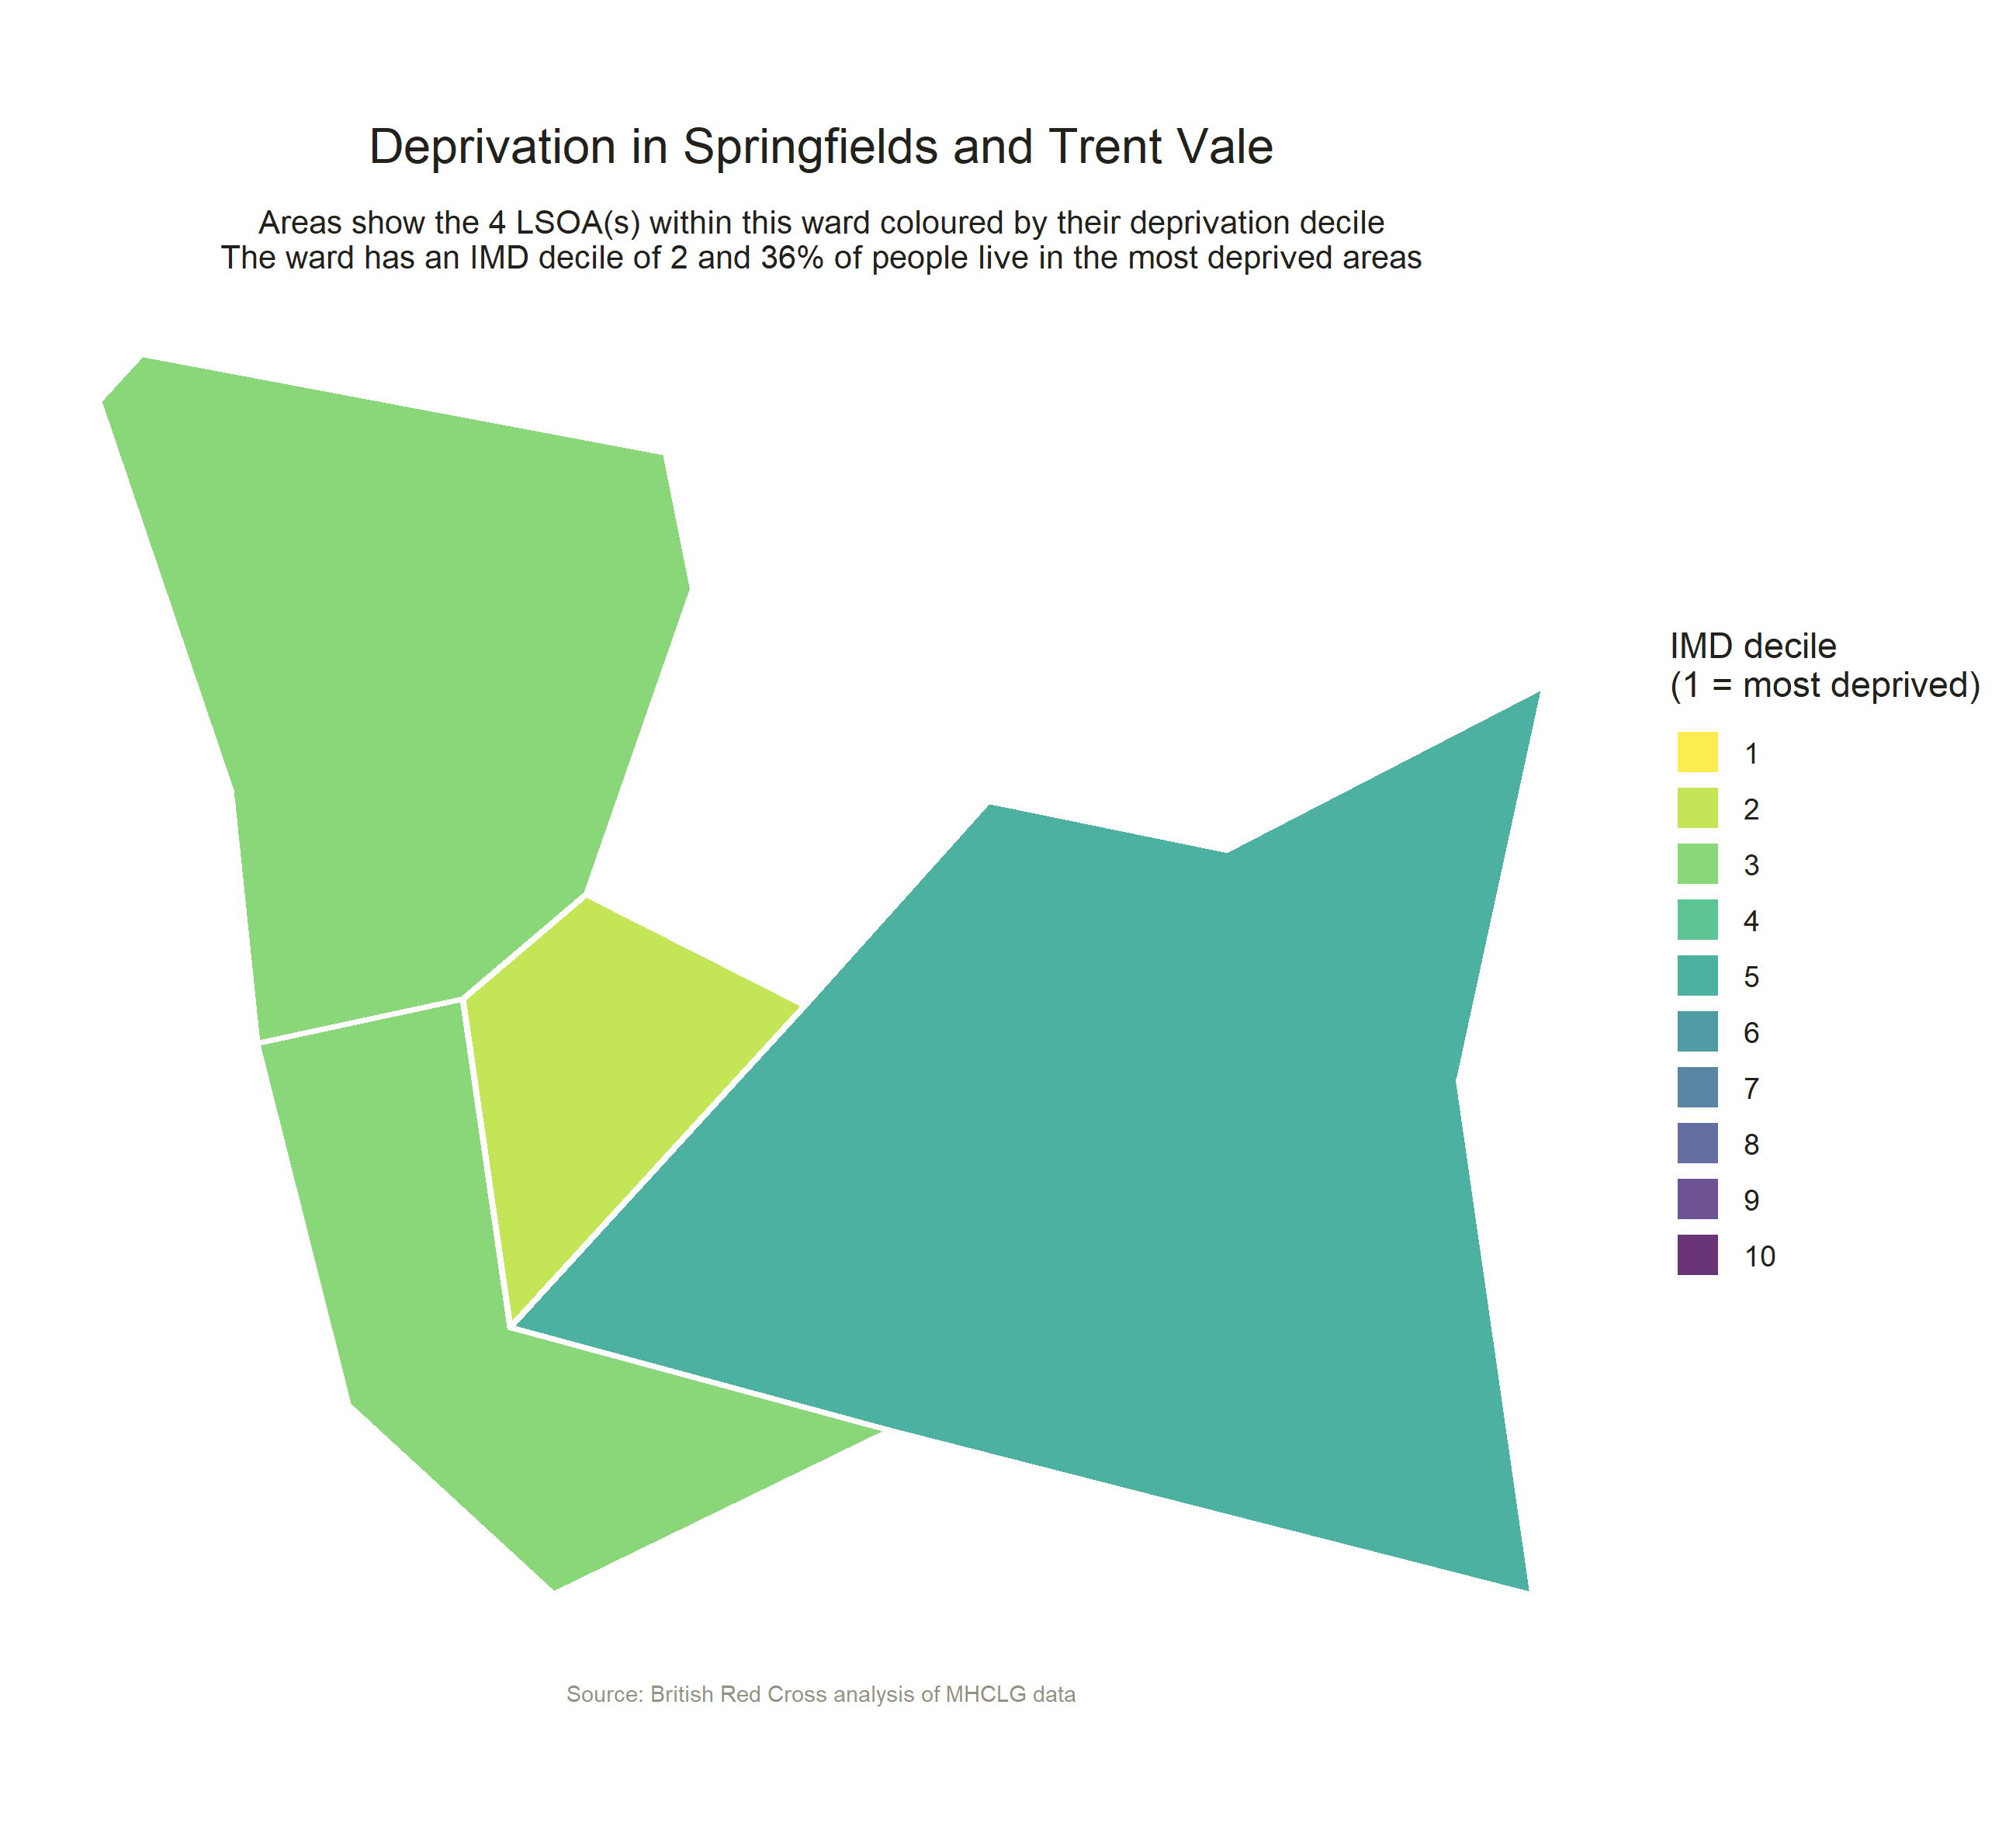 Deprivation in Springfields and Trent Vale
Areas show the 4 LSOA(s) within this ward coloured by their deprivation decile
The ward has an IMD decile of 2 and 36% of people live in the most deprived areas
IMD decile
(1 = most deprived)
1
2
3
4
5
6
7
8
9
10
Source: British Red Cross analysis of MHCLG data